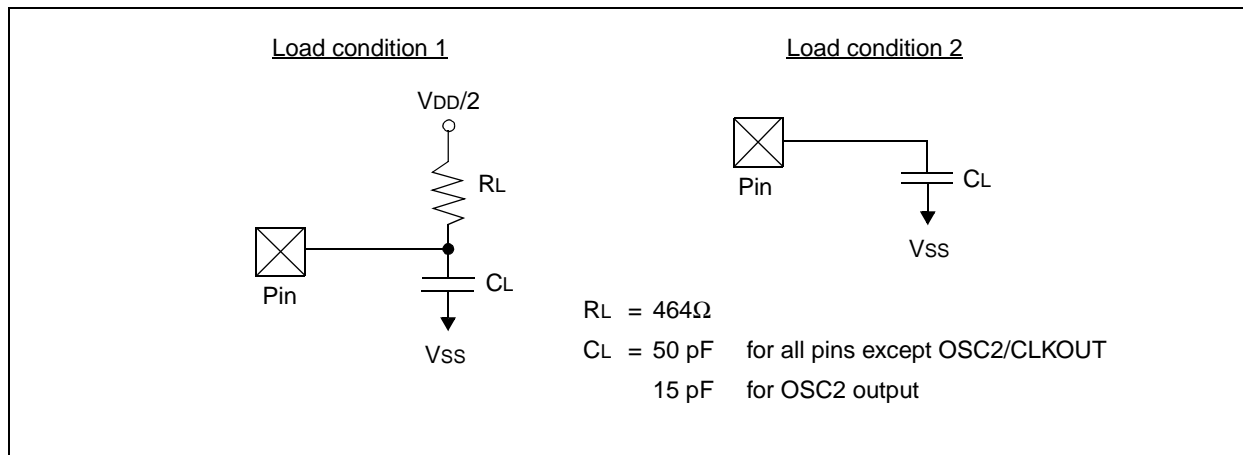 Load condition 1
VDD/2
RL
Pin
CL
VSS
Load condition 2
Pin
CL
VSS
RL = 464Ω
CL = 50 pF for all pins except OSC2/CLKOUT
15 pF for OSC2 output